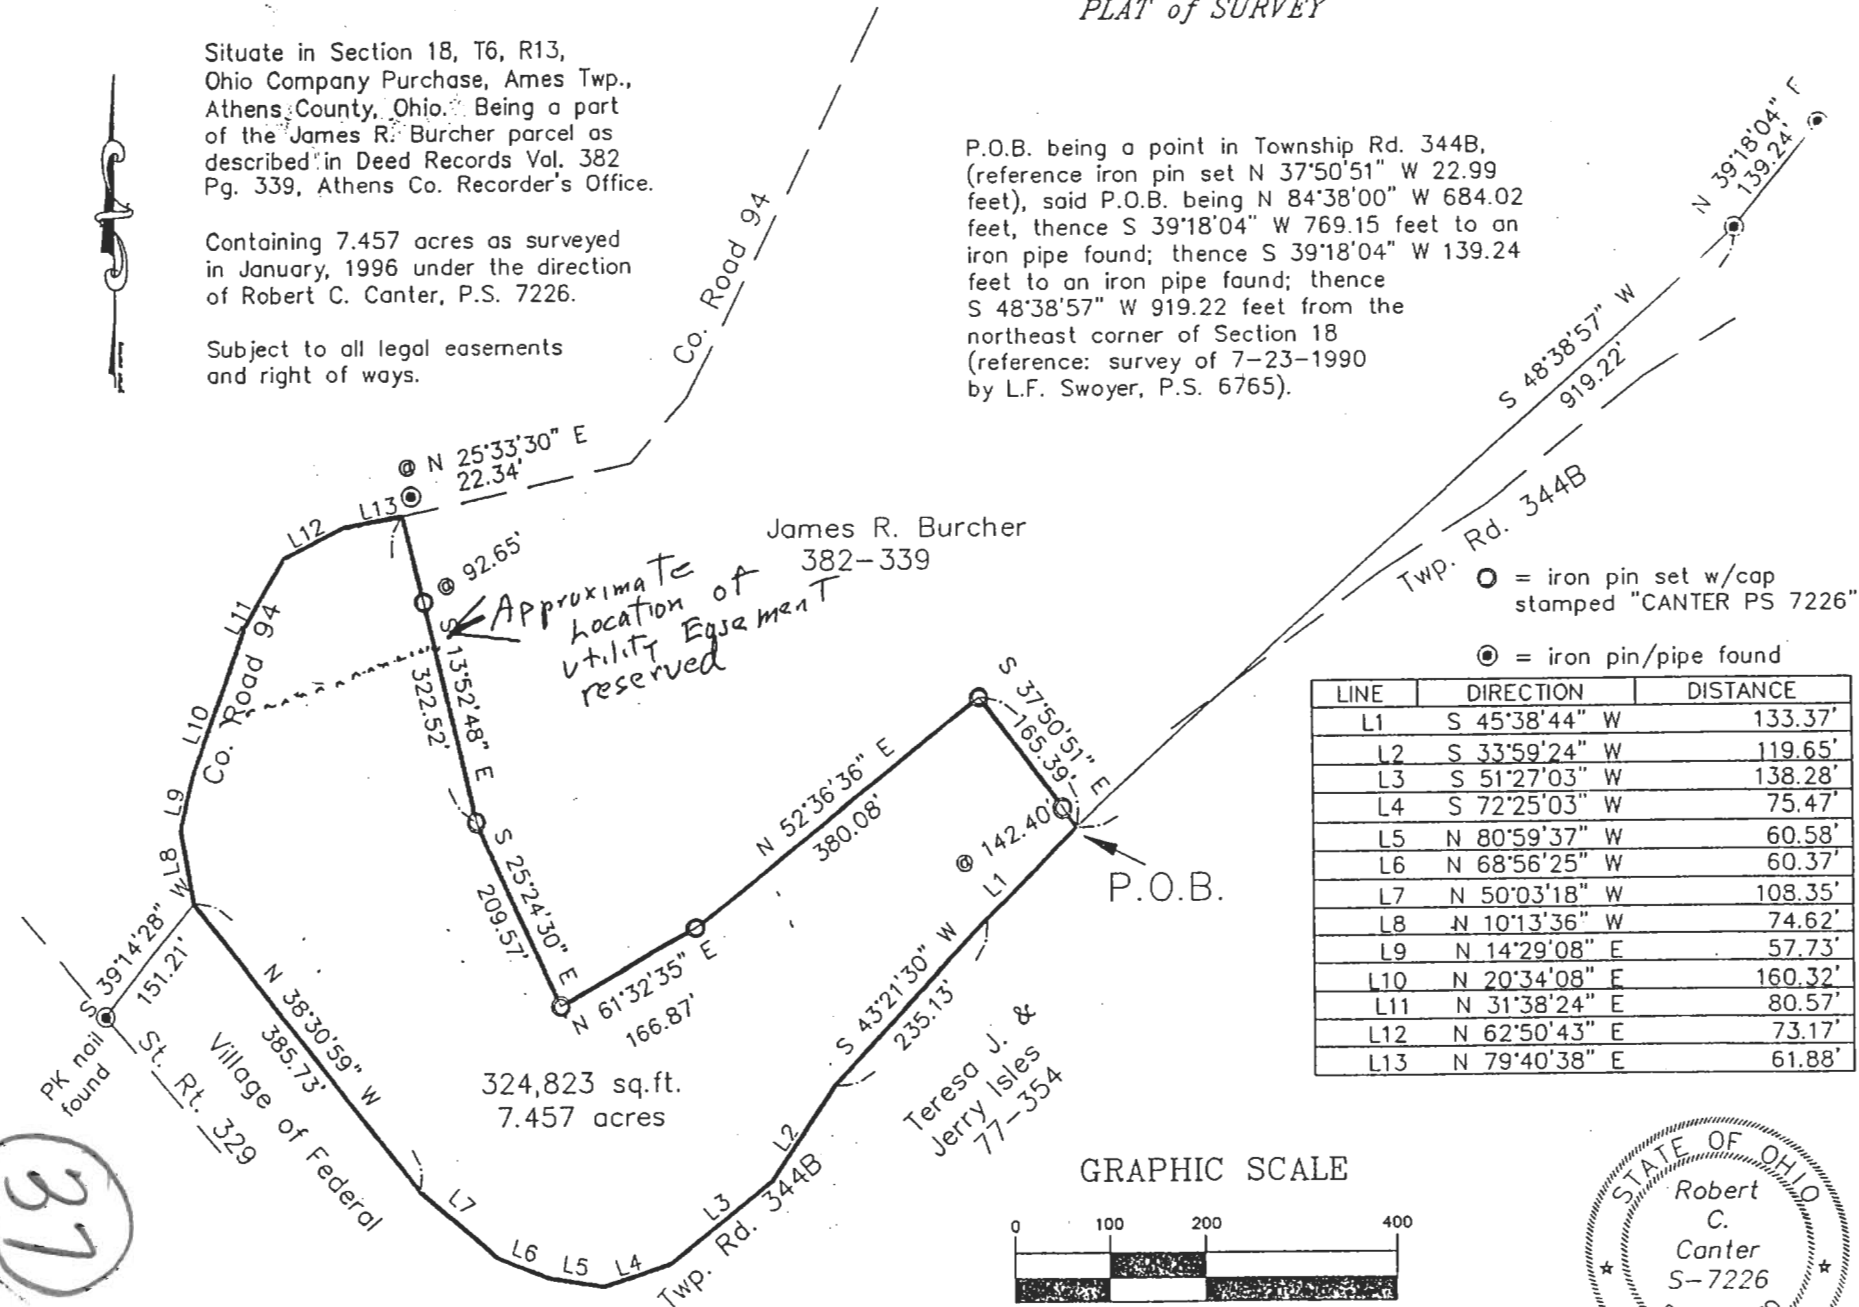 PLAT of SURVEY
Situate in Section 18, T6, R13,
Ohio Company Purchase, Ames Twp.,
Athens County, Ohio. Being a part
of the James R. Burcher parcel as
described in Deed Records Vol. 382
Pg. 339, Athens Co. Recorder's Office.
Containing 7.457 acres as surveyed
in January, 1996 under the direction
of Robert C. Canter, P.S. 7226.
Subject to all legal easements
and right of ways.
P.O.B. being a point in Township Rd. 344B,
(reference iron pin set N 37°50'51" W 22.99
feet), said P.O.B. being N 84°38'00" W 684.02
feet, thence S 39°18'04" W 769.15 feet to an
iron pipe found; thence S 39°18'04" W 139.24
feet to an iron pipe found; thence
S 48°38'57" W 919.22 feet from the
northeast corner of Section 18
(reference: survey of 7-23-1990
by L.F. Swoyer, P.S. 6765).
N 39°18'04" E
139.24'
S 48°38'57" W
919.22'
Co. Road 94
Twp. Rd. 344B
@ N 25°33'30" E
22.34'
L13
L12
L11
L10
L9
L8
Co. Road 94
@ 92.65'
Approximate
Location of
utility Easement
reserved
James R. Burcher
382-339
S 13°52'48" E
322.52'
S 25°24'30" E
209.57'
N 61°32'35" E
166.87'
N 52°36'36" E
380.08'
S 37°50'51" E
165.39'
@ 142.40'
P.O.B.
L1
S 43°21'30" W
235.13'
L2
L3
L4
L5
L6
L7
Twp. Rd. 344B
Teresa J. &
Jerry Isles
77-354
N 38°30'59" W
385.73'
Village of Federal
S 39°14'28" W
151.21'
PK nail
found
St. Rt. 329
324,823 sq.ft.
7.457 acres
37
= iron pin set w/cap
stamped "CANTER PS 7226"
= iron pin/pipe found
LINE DIRECTION DISTANCE
L1 S 45°38'44" W 133.37'
L2 S 33°59'24" W 119.65'
L3 S 51°27'03" W 138.28'
L4 S 72°25'03" W 75.47'
L5 N 80°59'37" W 60.58'
L6 N 68°56'25" W 60.37'
L7 N 50°03'18" W 108.35'
L8 N 10°13'36" W 74.62'
L9 N 14°29'08" E 57.73'
L10 N 20°34'08" E 160.32'
L11 N 31°38'24" E 80.57'
L12 N 62°50'43" E 73.17'
L13 N 79°40'38" E 61.88'
GRAPHIC SCALE
0 100 200 400
STATE OF OHIO
Robert
C.
Canter
S-7226